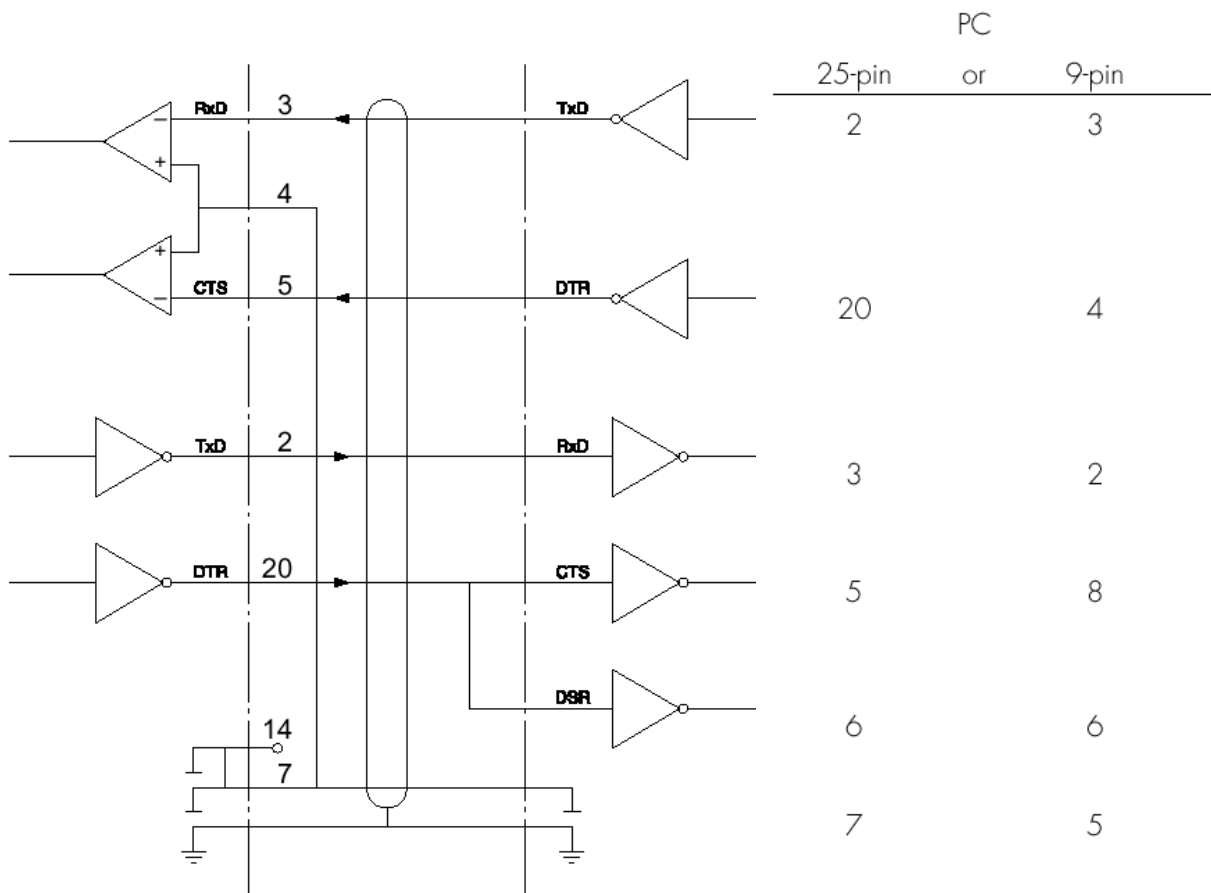 PC
25-pin or 9-pin
RxD 3 TxD 2 3
− +
4
+ −
CTS 5 DTR 20 4
TxD 2 RxD 3 2
DTR 20 CTS 5 8
DSR 6 6
14
7
7 5